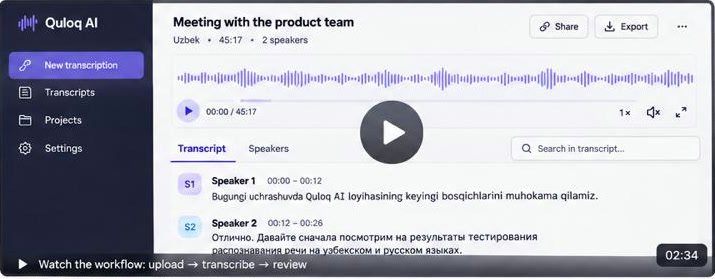 Quloq AI
New transcription
Transcripts
Projects
Settings
Meeting with the product team
Uzbek • 45:17 • 2 speakers
Share
Export
00:00 / 45:17
1×
Transcript
Speakers
Search in transcript...
S1
Speaker 1 00:00 – 00:12
Bugungi uchrashuvda Quloq AI loyihasining keyingi bosqichlarini muhokama qilamiz.
S2
Speaker 2 00:12 – 00:26
Отлично. Давайте сначала посмотрим на результаты тестирования
распознавания речи на узбекском и русском языках.
Watch the workflow: upload → transcribe → review
02:34